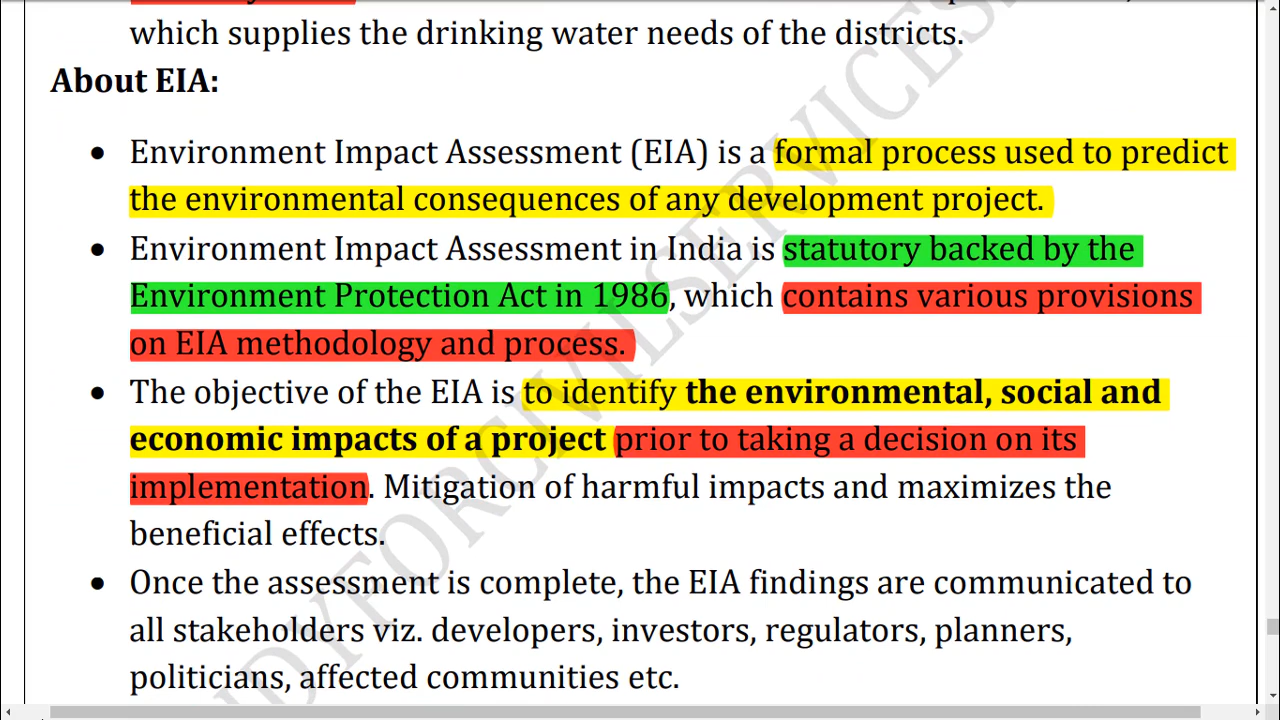 which supplies the drinking water needs of the districts.
About EIA:
• Environment Impact Assessment (EIA) is a formal process used to predict
the environmental consequences of any development project.
• Environment Impact Assessment in India is statutory backed by the
Environment Protection Act in 1986, which contains various provisions
on EIA methodology and process.
• The objective of the EIA is to identify the environmental, social and
economic impacts of a project prior to taking a decision on its
implementation. Mitigation of harmful impacts and maximizes the
beneficial effects.
• Once the assessment is complete, the EIA findings are communicated to
all stakeholders viz. developers, investors, regulators, planners,
politicians, affected communities etc.
DYFORCIVILSERVICES